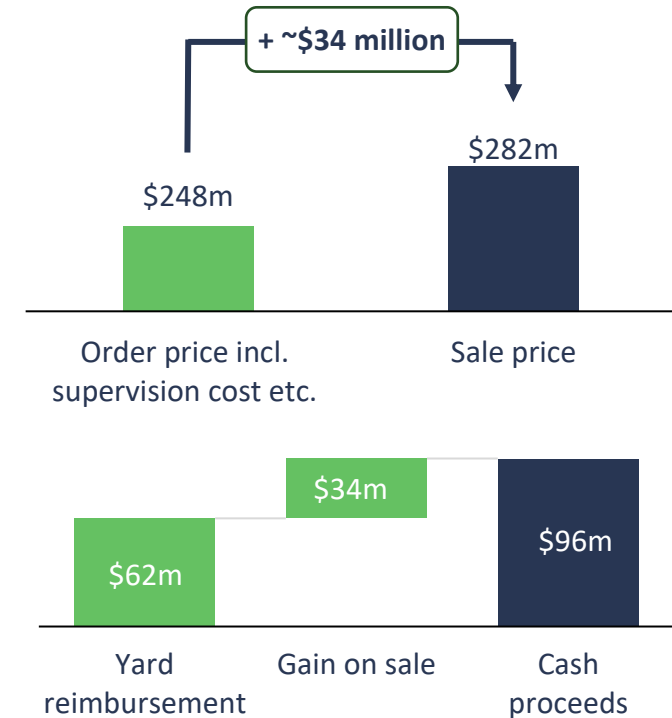 + ~$34 million
$248m
$282m
Order price incl.
supervision cost etc.
Sale price
$62m
$34m
$96m
Yard
reimbursement
Gain on sale
Cash
proceeds